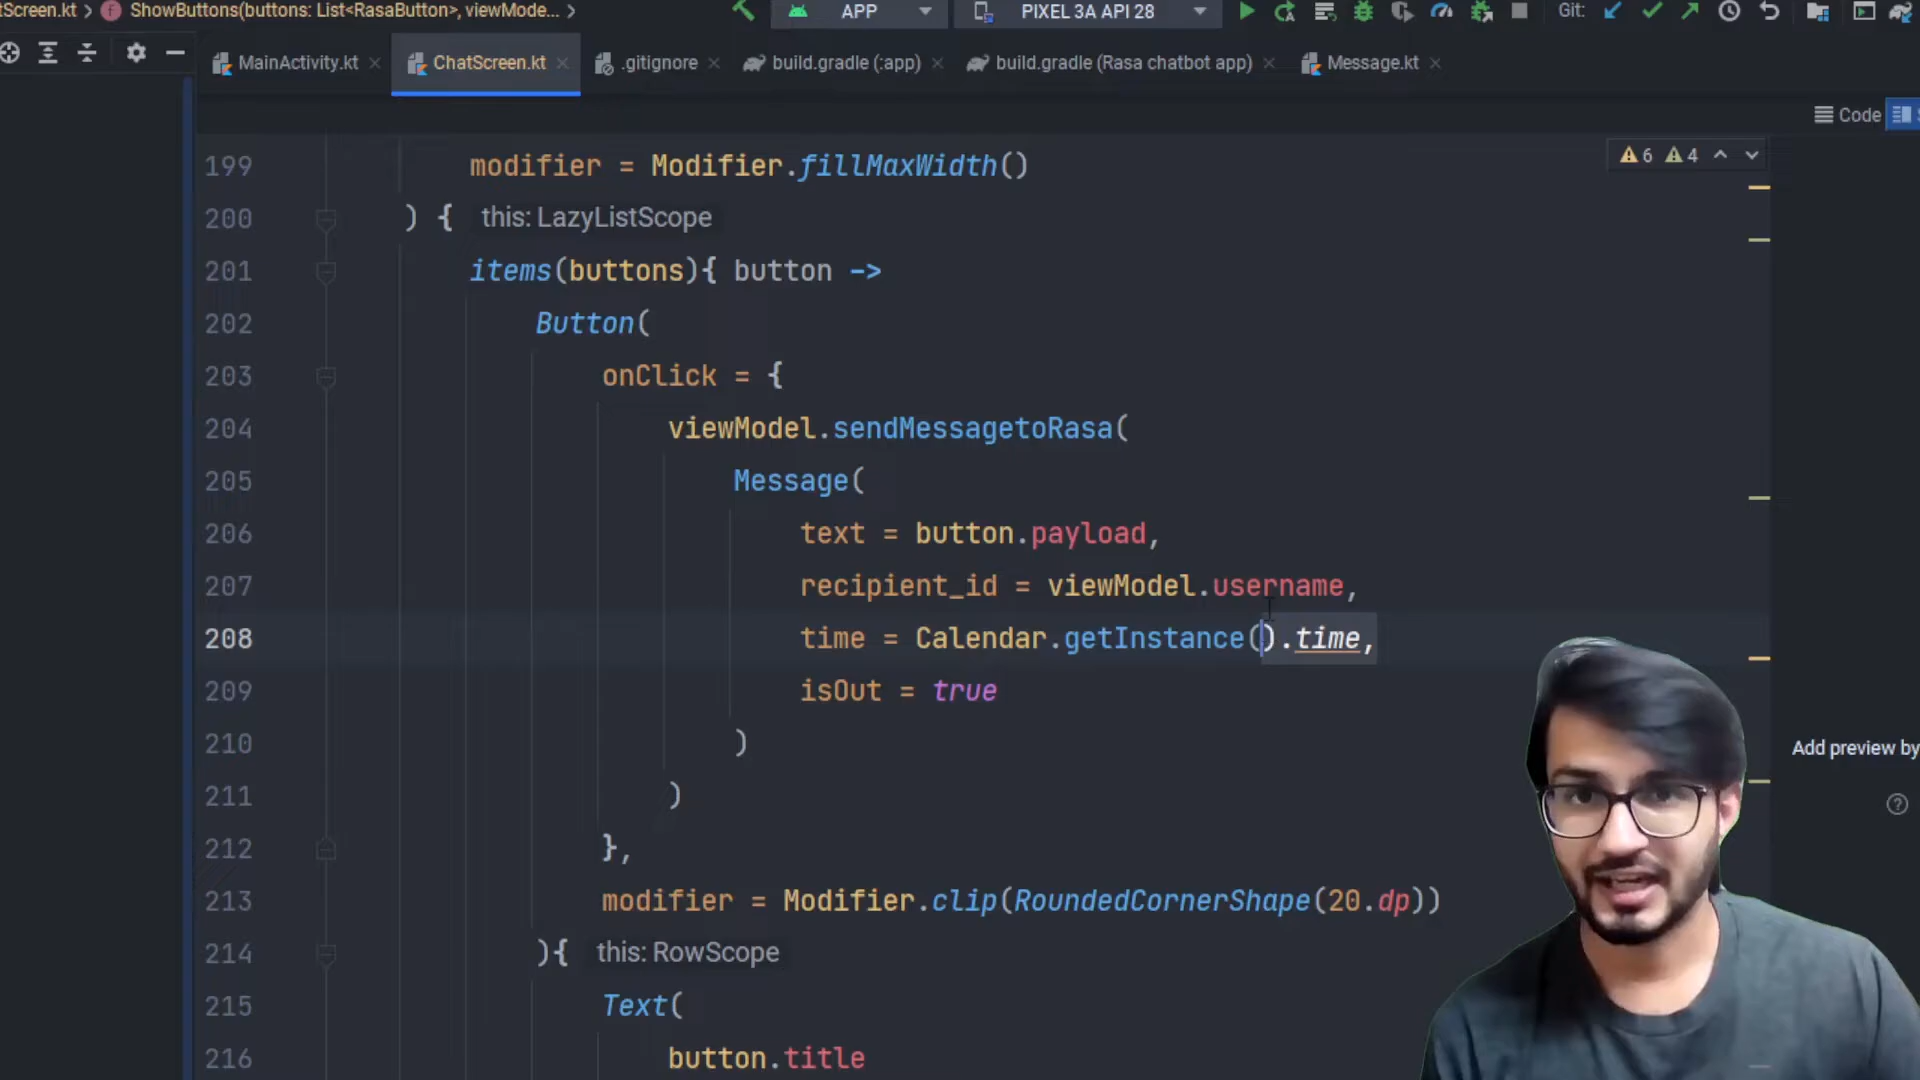 tScreen.kt ShowButtons(buttons: List<RasaButton>, viewMode... APP PIXEL 3A API 28 Git:
MainActivity.kt ChatScreen.kt .gitignore build.gradle (:app) build.gradle (Rasa chatbot app) Message.kt
Code
6 4
199 modifier = Modifier.fillMaxWidth()
200 ) { this: LazyListScope
201 items(buttons){ button ->
202 Button(
203 onClick = {
204 viewModel.sendMessagetoRasa(
205 Message(
206 text = button.payload,
207 recipient_id = viewModel.username,
208 time = Calendar.getInstance().time,
209 isOut = true
210 )
211 )
212 },
213 modifier = Modifier.clip(RoundedCornerShape(20.dp))
214 ){ this: RowScope
215 Text(
216 button.title
Add preview by